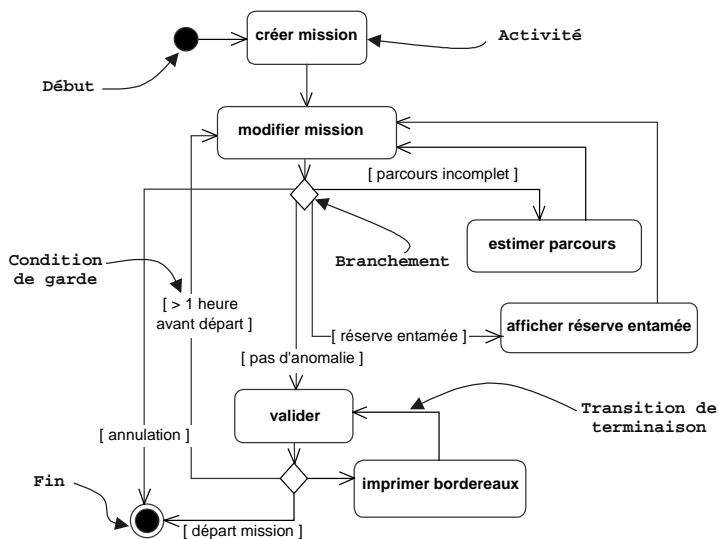 créer mission
Activité
Début
modifier mission
[ parcours incomplet ]
estimer parcours
Branchement
Condition
de garde
[ > 1 heure
avant départ ]
afficher réserve entamée
[ réserve entamée ]
[ pas d'anomalie ]
valider
Transition de
terminaison
[ annulation ]
imprimer bordereaux
Fin
[ départ mission ]